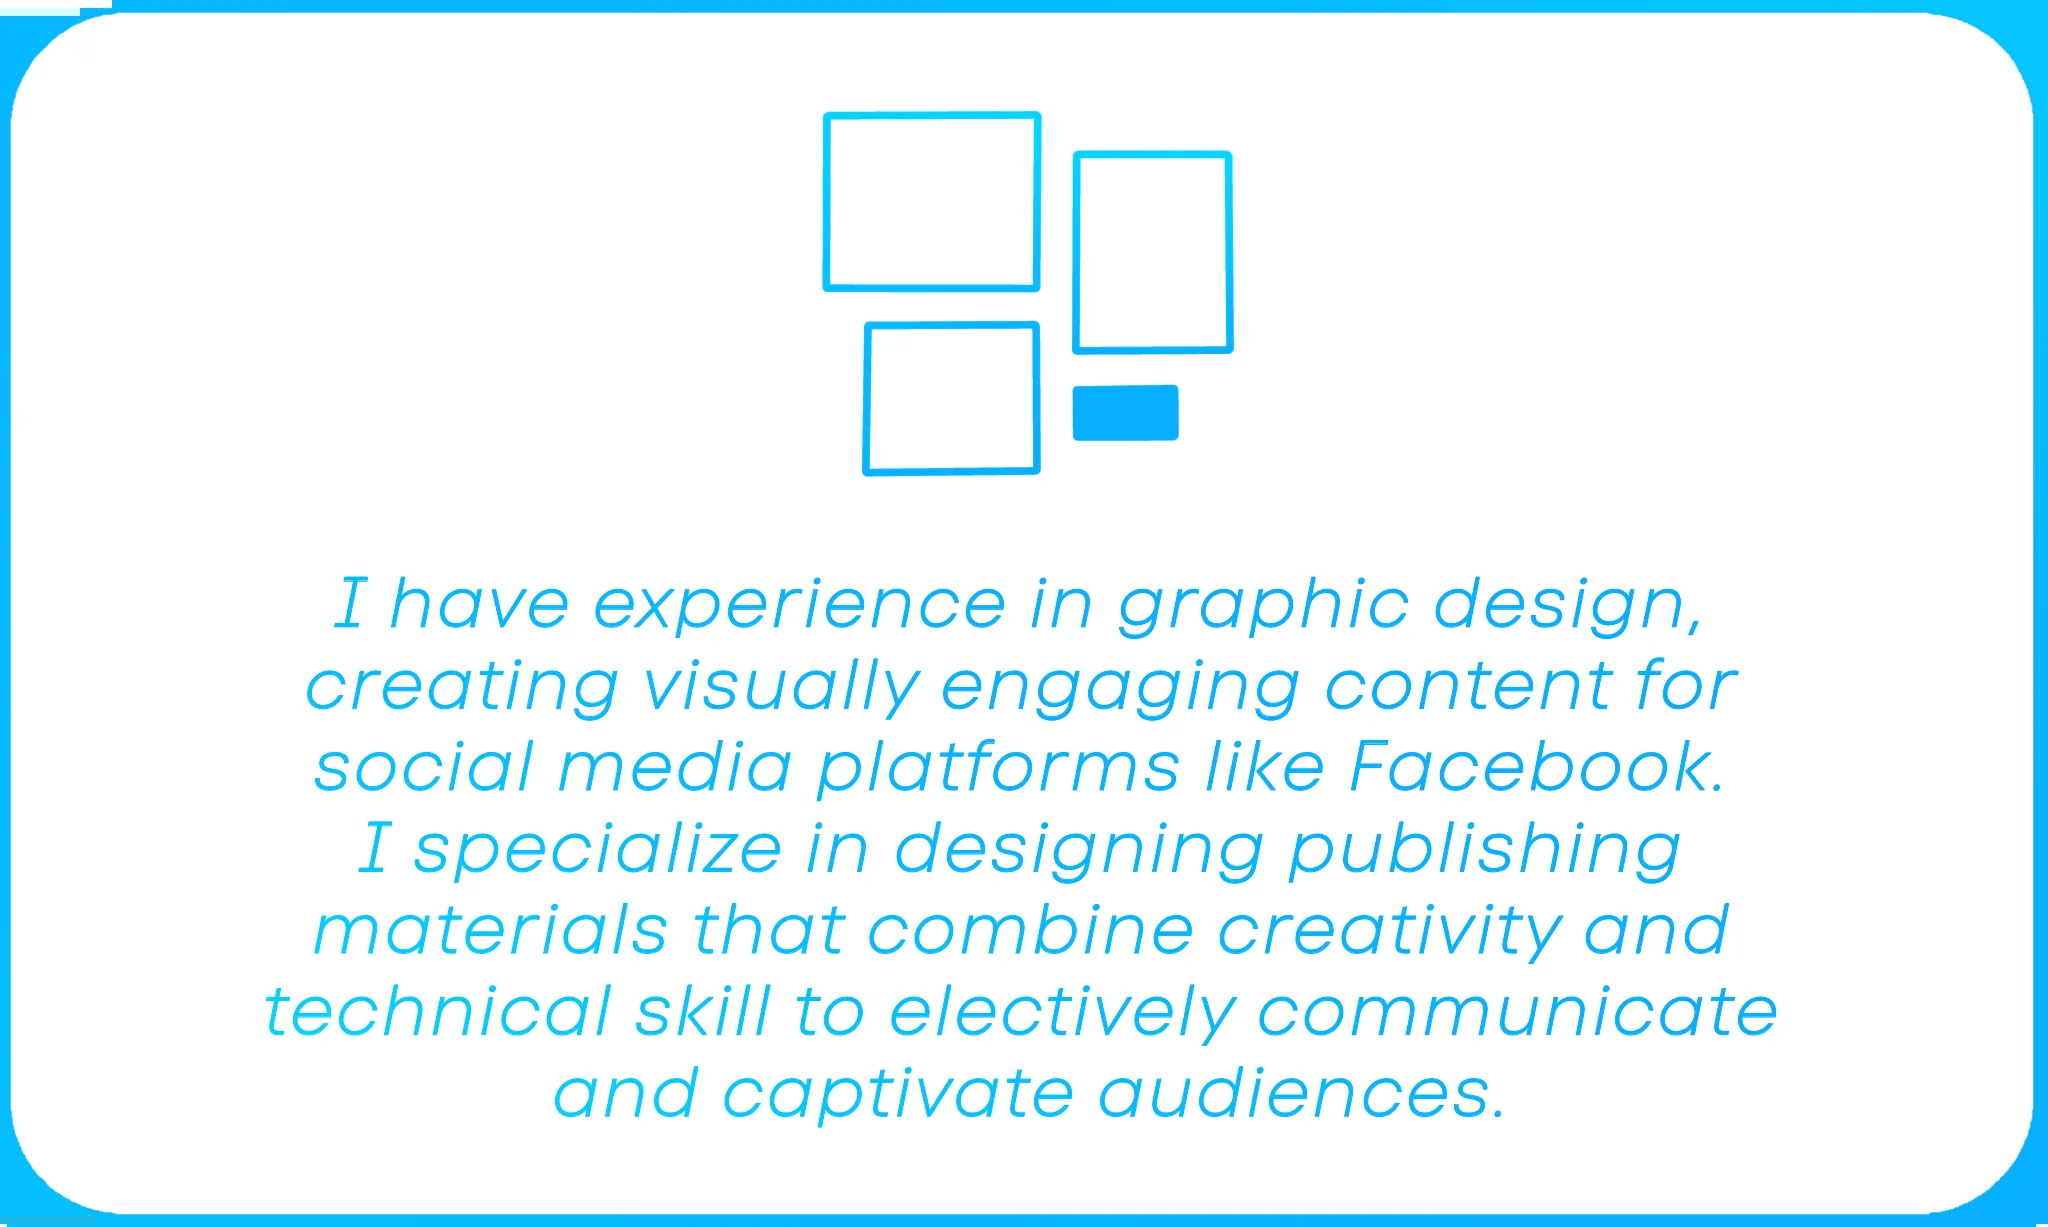 I have experience in graphic design,
creating visually engaging content for
social media platforms like Facebook.
I specialize in designing publishing
materials that combine creativity and
technical skill to electively communicate
and captivate audiences.